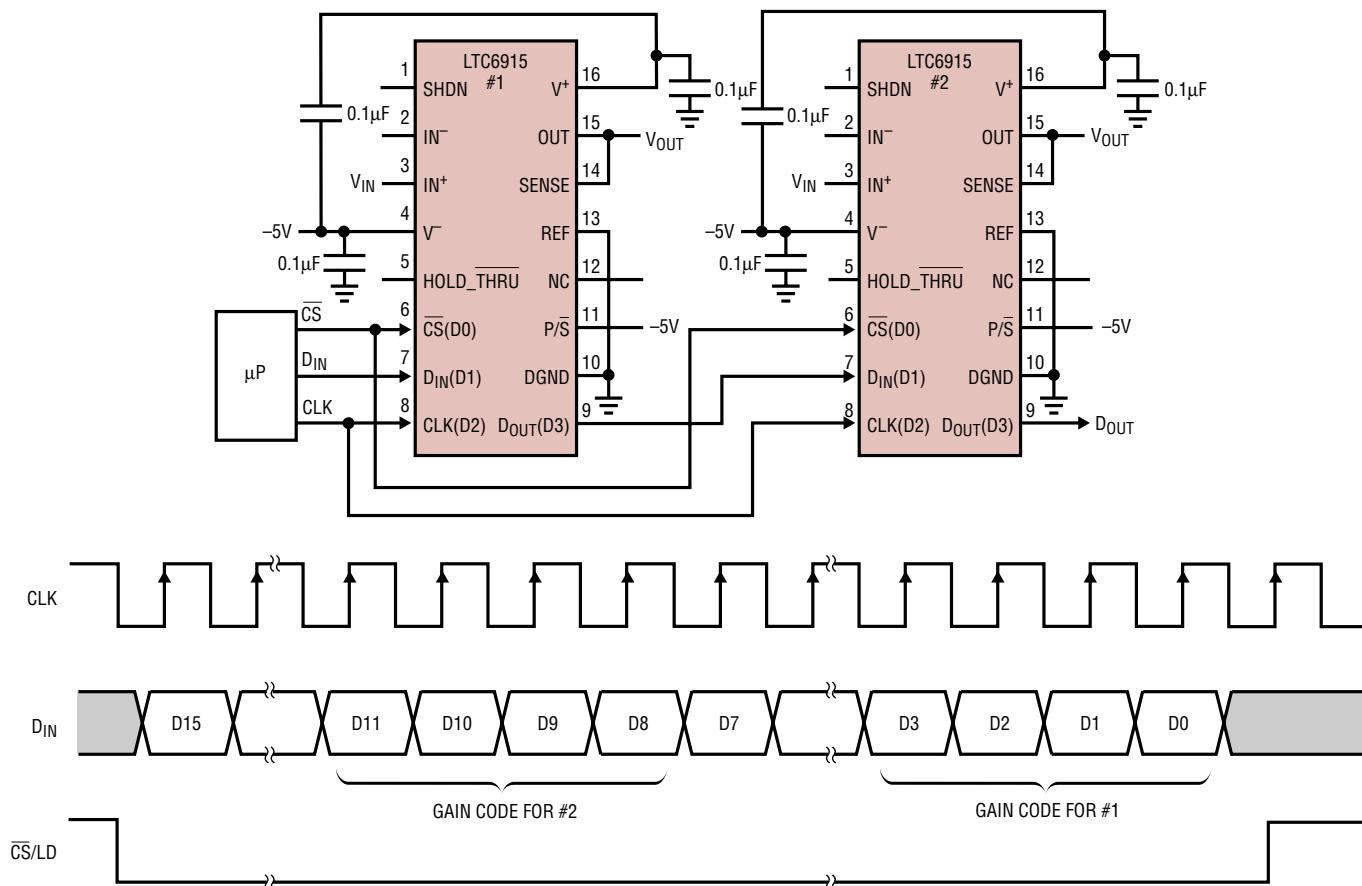 LTC6915
#1
1
SHDN
16
V+
0.1µF
0.1µF
2
IN−
15
OUT
VOUT
3
VIN
IN+
14
SENSE
4
−5V
V−
13
REF
0.1µF
5
HOLD_THRU
12
NC
µP
CS
6
CS(D0)
11
P/S
−5V
DIN
7
DIN(D1)
10
DGND
CLK
8
CLK(D2)
9
DOUT(D3)
LTC6915
#2
1
SHDN
16
V+
0.1µF
0.1µF
2
IN−
15
OUT
VOUT
3
VIN
IN+
14
SENSE
4
−5V
V−
13
REF
0.1µF
5
HOLD_THRU
12
NC
6
CS(D0)
11
P/S
−5V
7
DIN(D1)
10
DGND
8
CLK(D2)
9
DOUT(D3)
DOUT
CLK
DIN
D15 D11 D10 D9 D8 D7 D3 D2 D1 D0
GAIN CODE FOR #2
GAIN CODE FOR #1
CS/LD